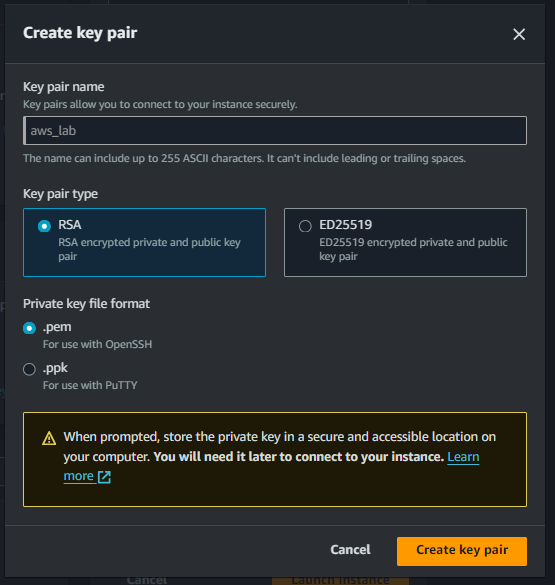 Create key pair
Key pair name
Key pairs allow you to connect to your instance securely.
aws_lab
The name can include up to 255 ASCII characters. It can't include leading or trailing spaces.
Key pair type
RSA
RSA encrypted private and public key
pair
ED25519
ED25519 encrypted private and public
key pair
Private key file format
.pem
For use with OpenSSH
.ppk
For use with PuTTY
When prompted, store the private key in a secure and accessible location on
your computer. You will need it later to connect to your instance. Learn
more
Cancel
Create key pair
Cancel
Launch instance